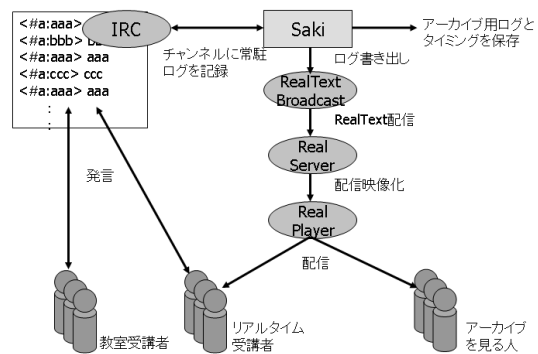 <#a:aaa>
IRC
<#a:bbb> bb
<#a:aaa> aaa
<#a:ccc> ccc
<#a:aaa> aaa
:
:
チャンネルに常駐
ログを記録
Saki
アーカイブ用ログと
タイミングを保存
ログ書き出し
RealText
Broadcast
RealText配信
Real
Server
配信映像化
Real
Player
発言
配信
教室受講者
リアルタイム
受講者
アーカイブ
を見る人